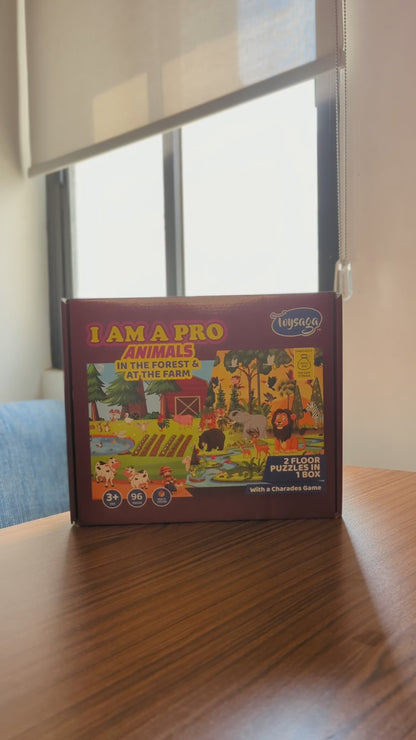 toysaga
I AM A PRO
ANIMALS
IN THE FOREST &
AT THE FARM
2 FLOOR
PUZZLES IN
1 BOX
With a Charades Game
3+
96